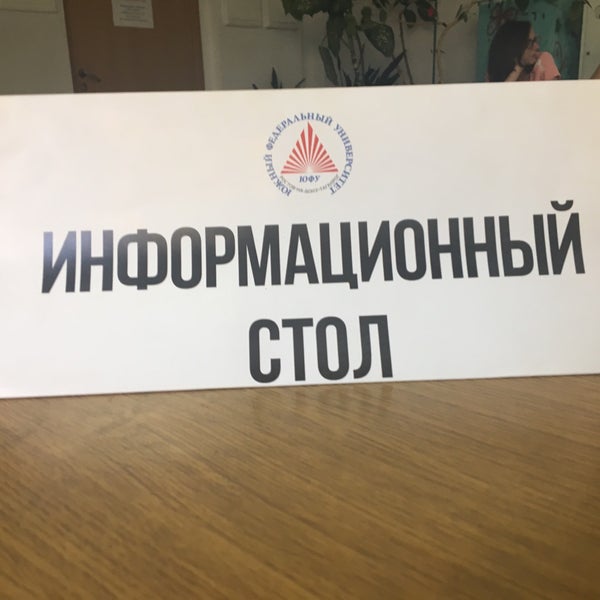 ЮЖНЫЙ ФЕДЕРАЛЬНЫЙ УНИВЕРСИТЕТ
ЮФУ
ИНФОРМАЦИОННЫЙ
СТОЛ